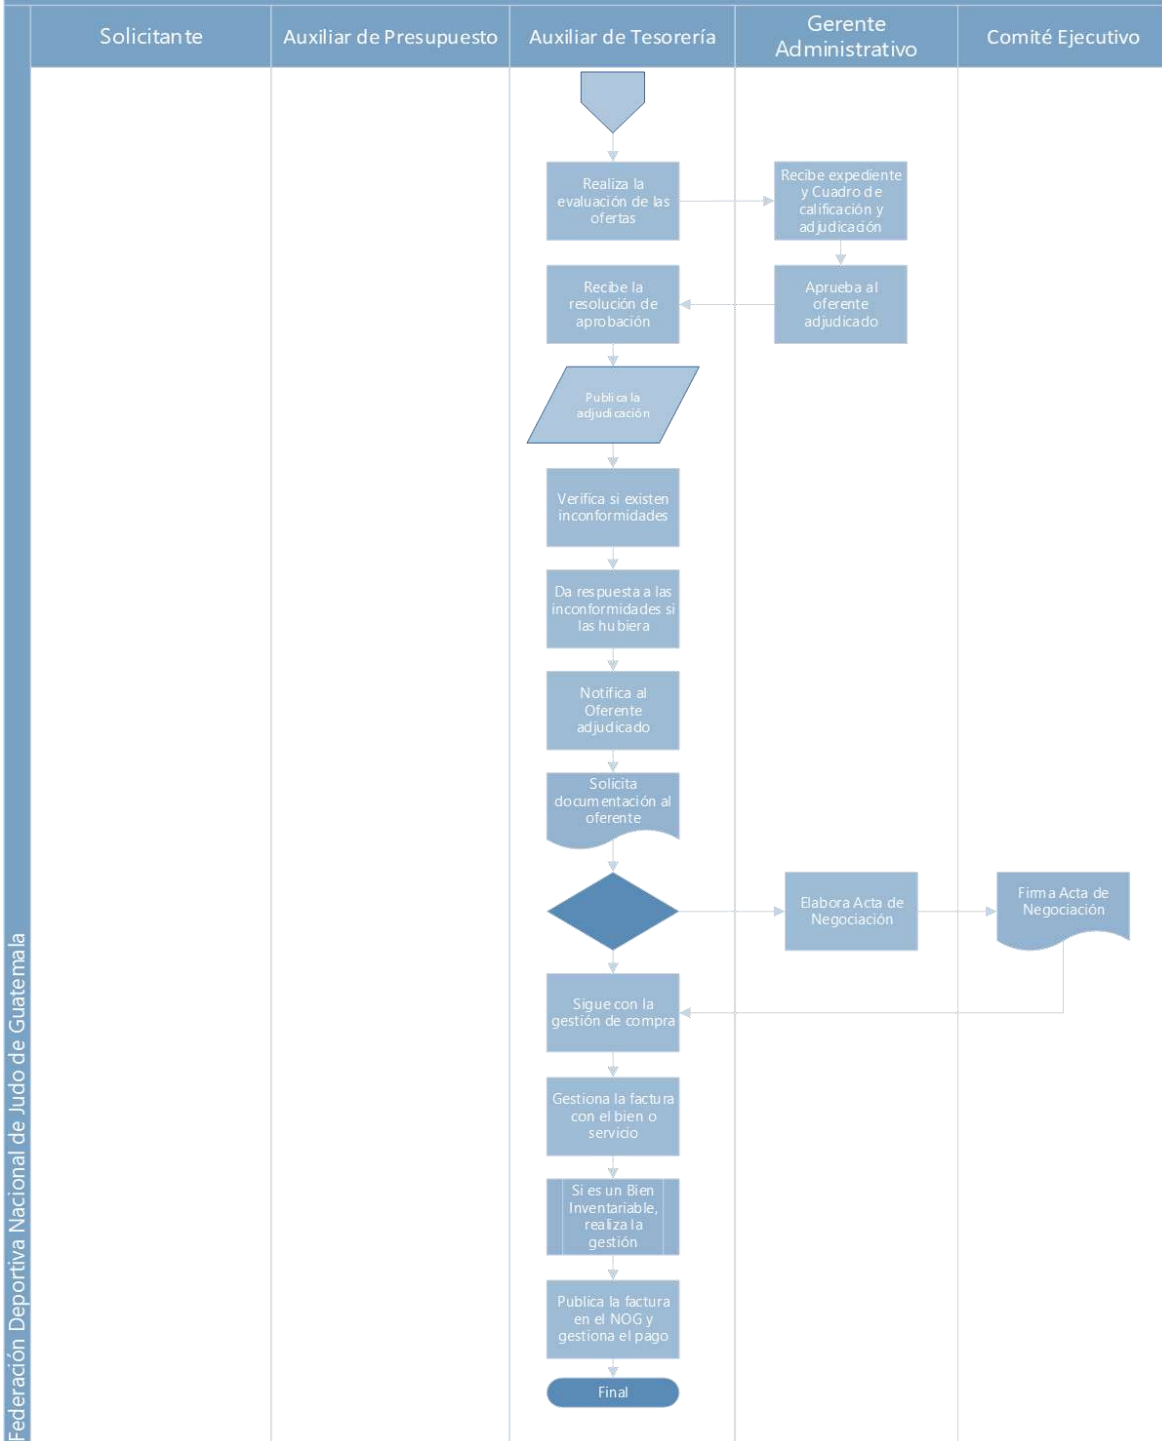 Solicitante
Auxiliar de Presupuesto
Auxiliar de Tesorería
Gerente
Administrativo
Comité Ejecutivo
Federación Deportiva Nacional de Judo de Guatemala
Realiza la
evaluación de las
ofertas
Recibe expediente
y Cuadro de
calificación y
adjudicación
Recibe la
resolución de
aprobación
Aprueba al
oferente
adjudicado
Publica la
adjudicación
Verifica si existen
inconformidades
Da respuesta a las
inconformidades si
las hubiera
Notifica al
Oferente
adjudicado
Solicita
documentación al
oferente
Elabora Acta de
Negociación
Firma Acta de
Negociación
Sigue con la
gestión de compra
Gestiona la factura
con el bien o
servicio
Si es un Bien
Inventariable,
realiza la
gestión
Publica la factura
en el NOG y
gestiona el pago
Final